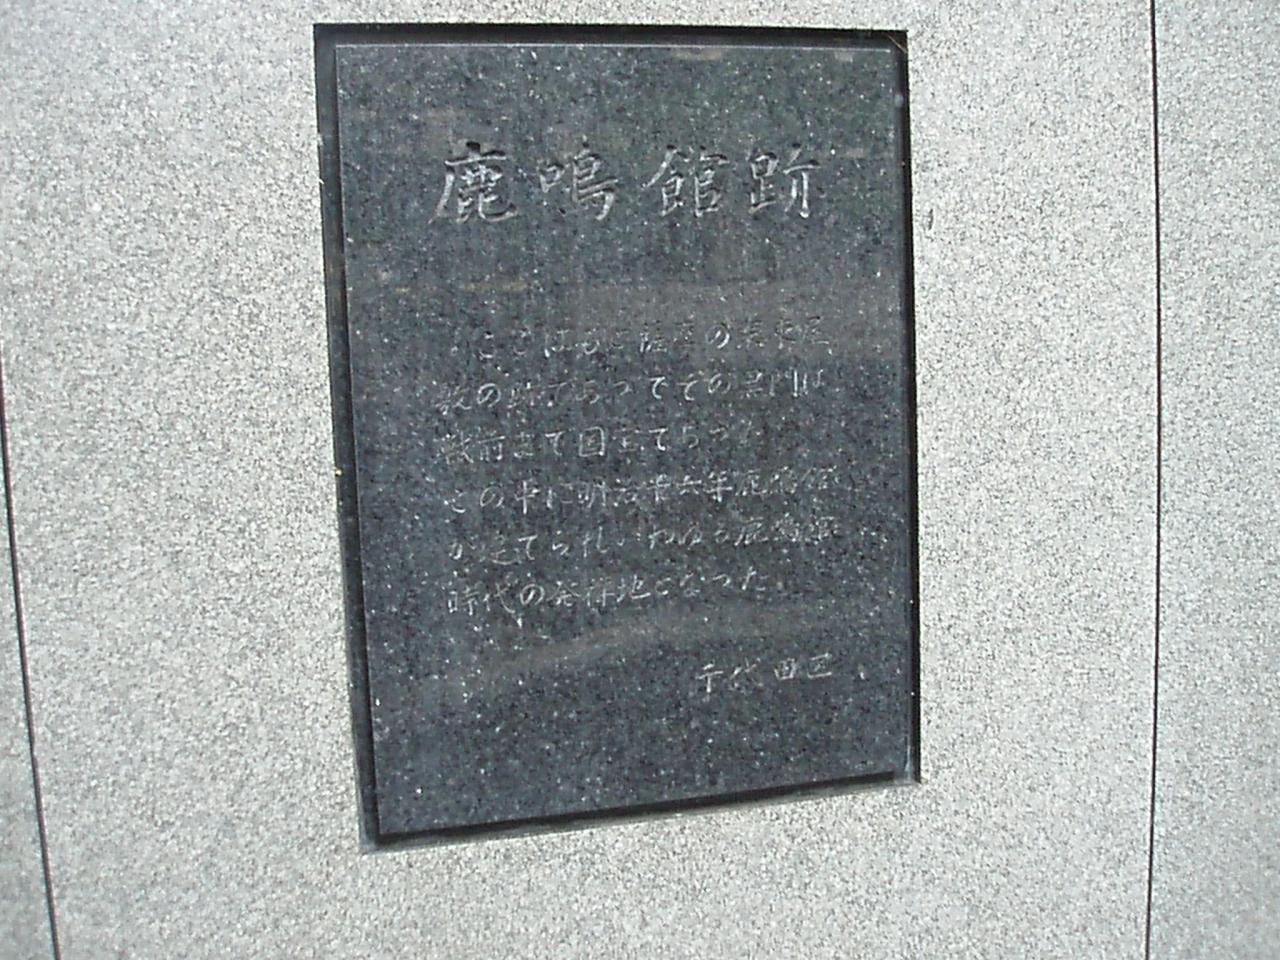 鹿鳴館跡
ここはもと薩摩の装束屋
敷の跡であってその黒門は
戦前まで国宝であった
この中に明治十六年鹿鳴館
が建てられいわゆる鹿鳴館
時代の発祥地となった
千代田区